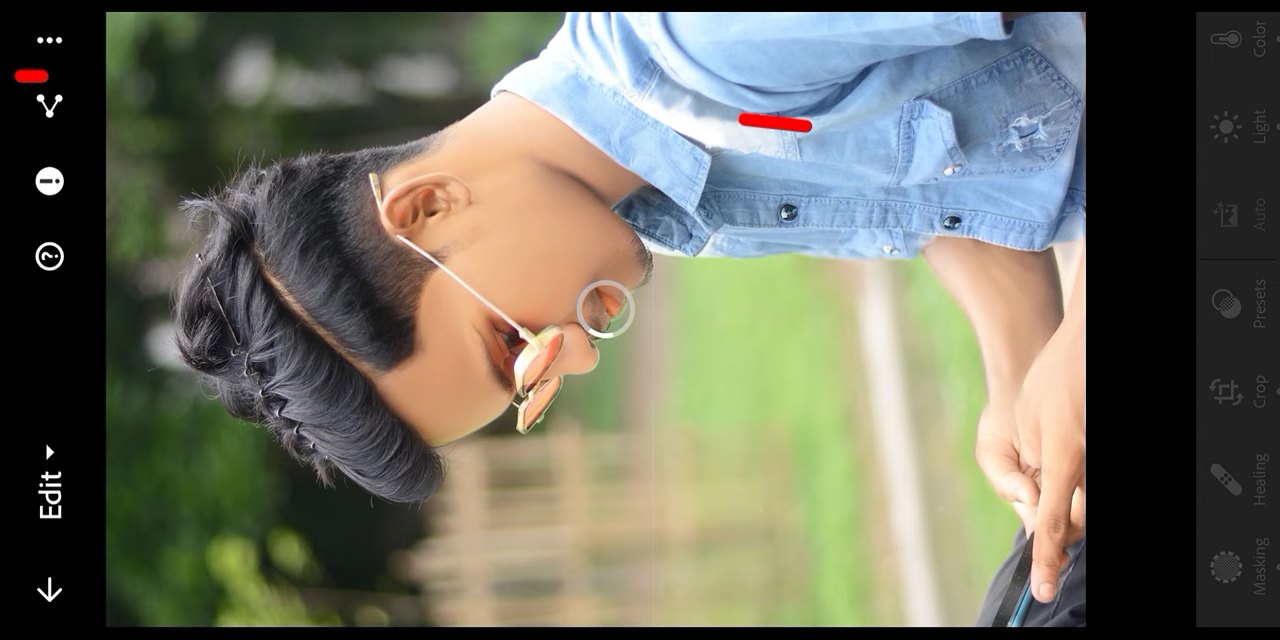 Edit
Masking
Healing
Crop
Presets
Auto
Light
Color